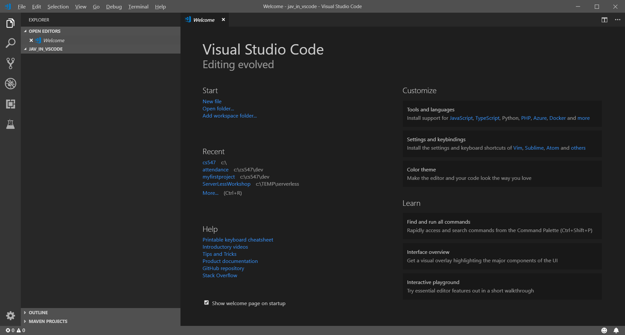 File Edit Selection View Go Debug Terminal Help
Welcome - jav_in_vscode - Visual Studio Code
EXPLORER
OPEN EDITORS
Welcome
JAV_IN_VSCODE
OUTLINE
MAVEN PROJECTS
0 0
Welcome
Visual Studio Code
Editing evolved
Start
New file
Open folder...
Add workspace folder...
Recent
cs547 c:\
attendance c:\cs547\dev
myfirstproject c:\cs547\dev
ServerLessWorkshop c:\TEMP\serverless
More... (Ctrl+R)
Help
Printable keyboard cheatsheet
Introductory videos
Tips and Tricks
Product documentation
GitHub repository
Stack Overflow
Show welcome page on startup
Customize
Tools and languages
Install support for JavaScript, TypeScript, Python, PHP, Azure, Docker and more
Settings and keybindings
Install the settings and keyboard shortcuts of Vim, Sublime, Atom and others
Color theme
Make the editor and your code look the way you love
Learn
Find and run all commands
Rapidly access and search commands from the Command Palette (Ctrl+Shift+P)
Interface overview
Get a visual overlay highlighting the major components of the UI
Interactive playground
Try essential editor features out in a short walkthrough